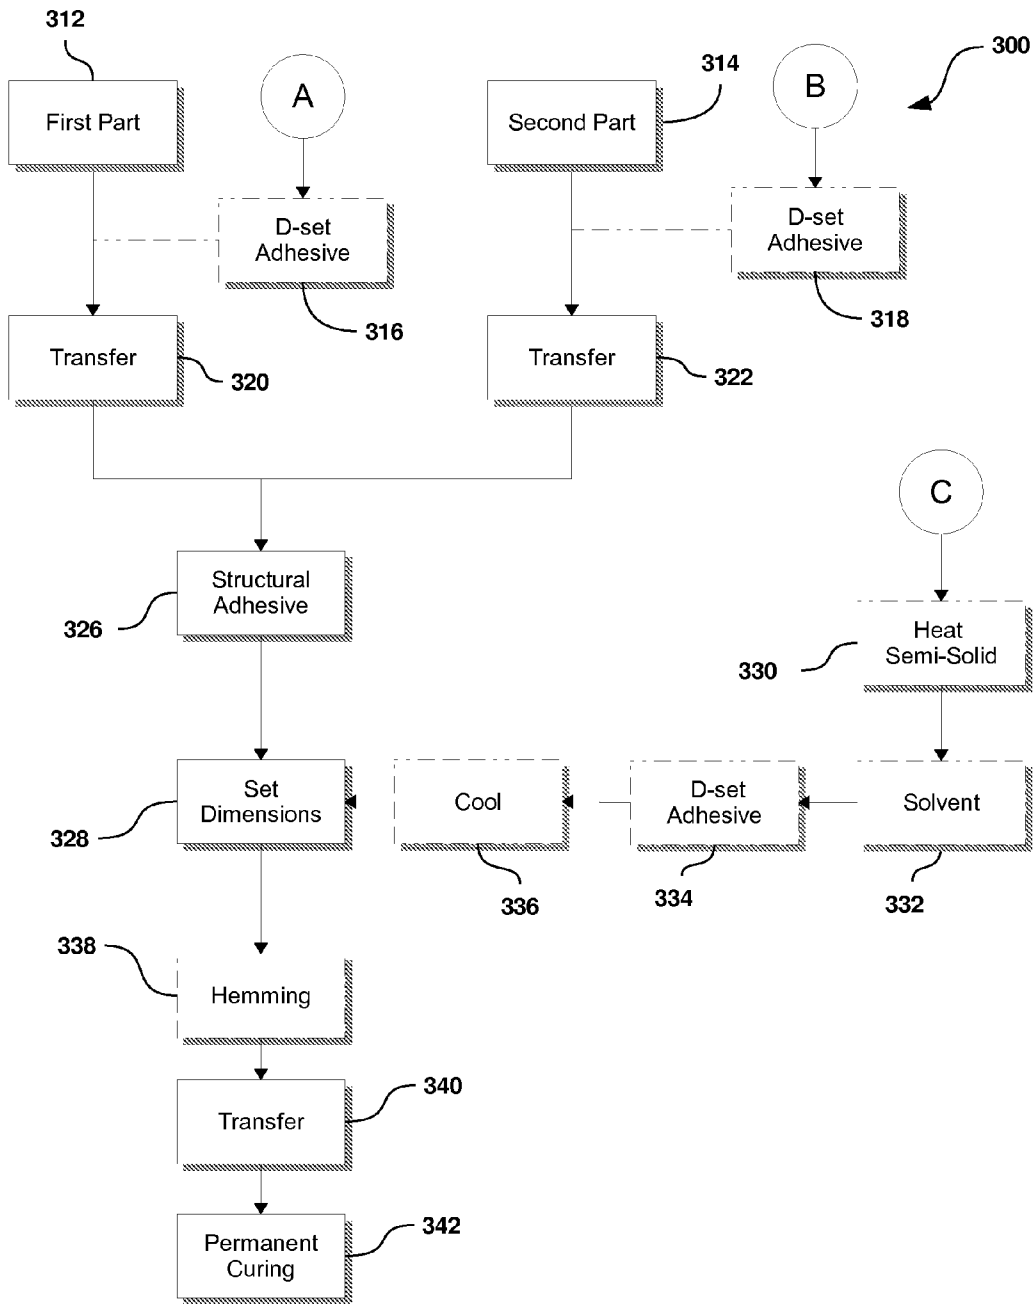 312
A
314
B
300
First Part
Second Part
D-set
Adhesive
D-set
Adhesive
316
318
Transfer
320
Transfer
322
C
Structural
Adhesive
326
Heat
Semi-Solid
330
Set
Dimensions
328
Cool
336
D-set
Adhesive
334
Solvent
332
338
Hemming
340
Transfer
342
Permanent
Curing